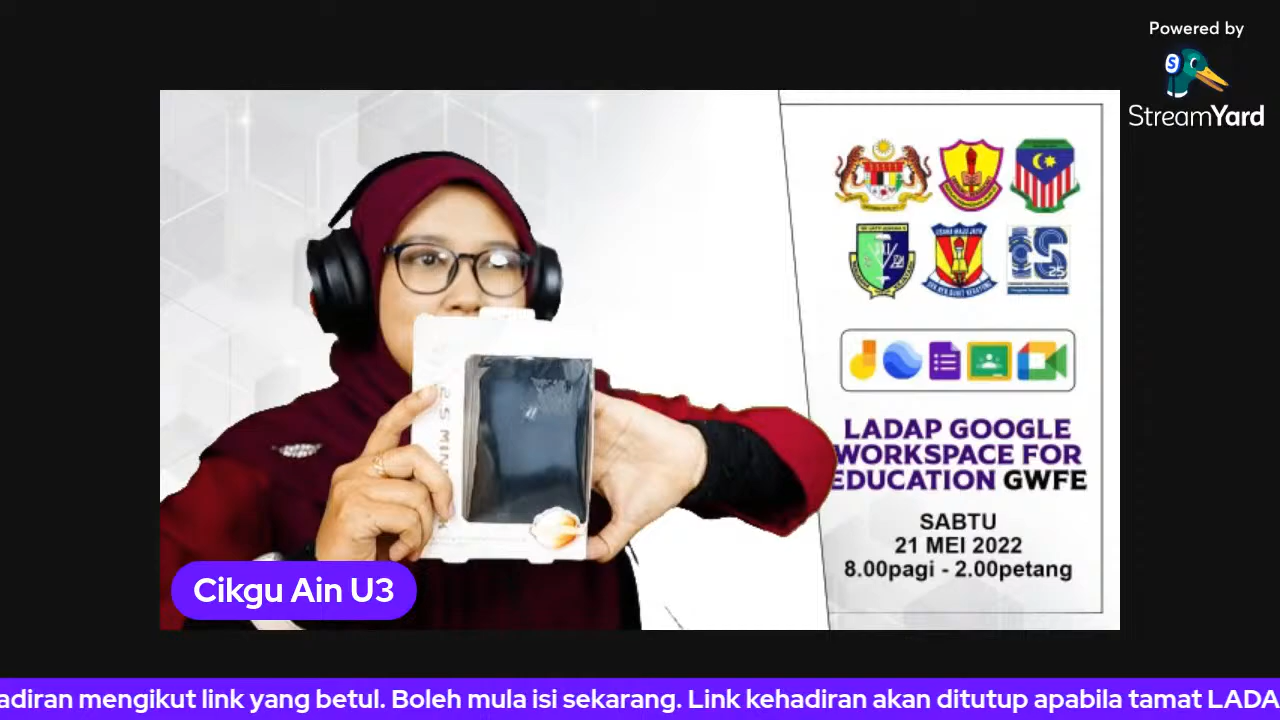 Powered by
StreamYard
LADAP GOOGLE
WORKSPACE FOR
EDUCATION GWFE
SABTU
21 MEI 2022
8.00pagi - 2.00petang
Cikgu Ain U3
adiran mengikut link yang betul. Boleh mula isi sekarang. Link kehadiran akan ditutup apabila tamat LADA